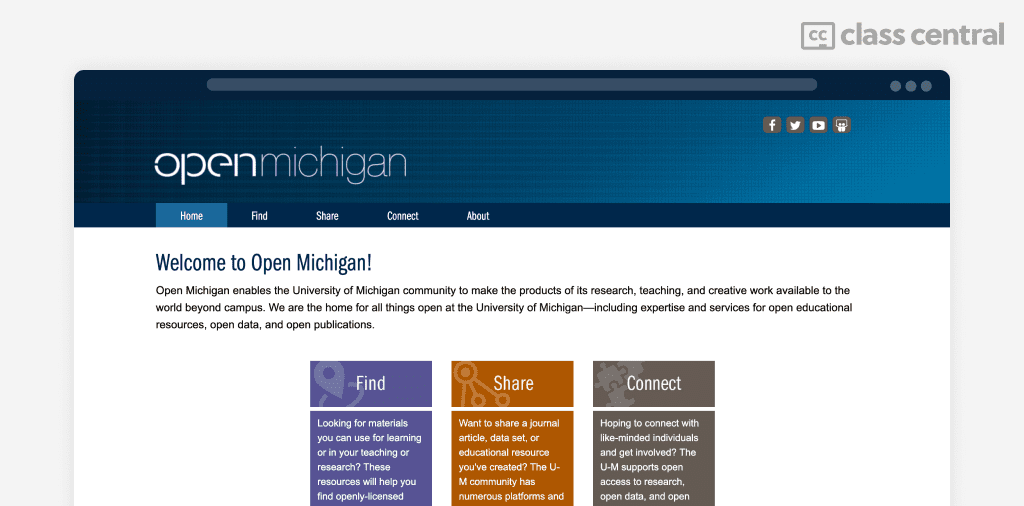 cc class central
openmichigan
Home Find Share Connect About
Welcome to Open Michigan!
Open Michigan enables the University of Michigan community to make the products of its research, teaching, and creative work available to the
world beyond campus. We are the home for all things open at the University of Michigan—including expertise and services for open educational
resources, open data, and open publications.
Find
Looking for materials
you can use for learning
or in your teaching or
research? These
resources will help you
find openly-licensed
Share
Want to share a journal
article, data set, or
educational resource
you've created? The U-
M community has
numerous platforms and
Connect
Hoping to connect with
like-minded individuals
and get involved? The
U-M supports open
access to research,
open data, and open